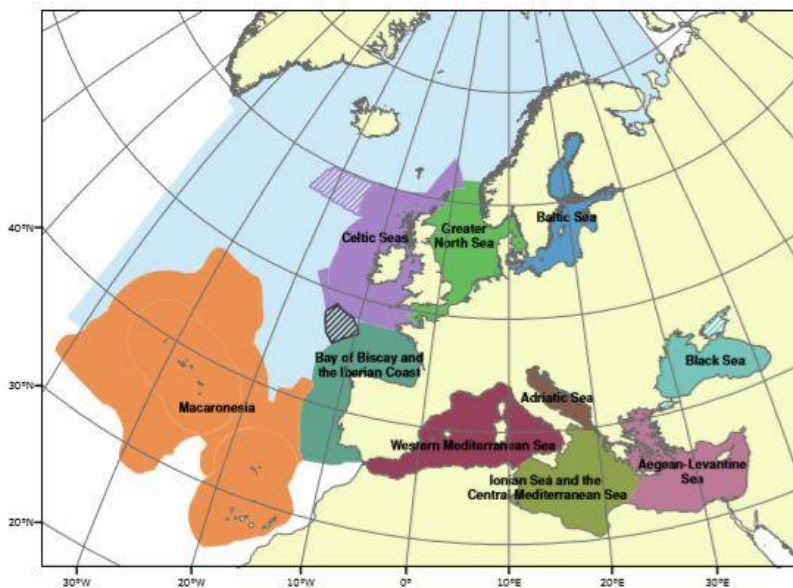 40°N
30°N
20°N
Celtic Seas
Greater
North Sea
Baltic Sea
Bay of Biscay and
the Iberian Coast
Black Sea
Macaronesia
Adriatic Sea
Western Mediterranean Sea
Aegean-Levantine
Sea
Ionian Sea and the
Central Mediterranean Sea
30°W
20°W
10°W
0°
10°E
20°E
30°E